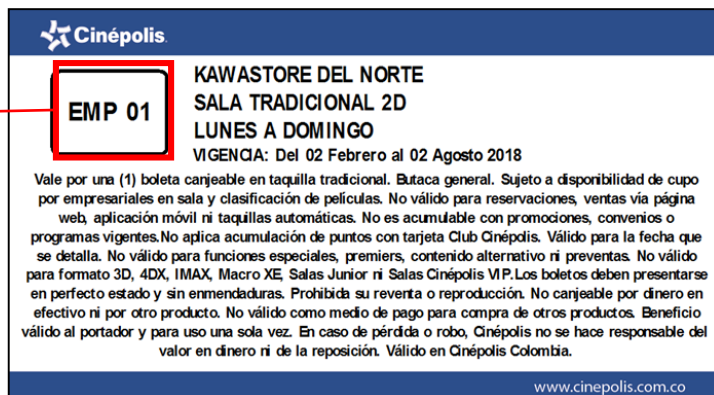 Cinépolis.
KAWASTORE DEL NORTE
EMP 01
SALA TRADICIONAL 2D
LUNES A DOMINGO
VIGENCIA: Del 02 Febrero al 02 Agosto 2018
Vale por una (1) boleta canjeable en taquilla tradicional. Butaca general. Sujeto a disponibilidad de cupo
por empresariales en sala y clasificación de películas. No válido para reservaciones, ventas vía página
web, aplicación móvil ni taquillas automáticas. No es acumulable con promociones, convenios o
programas vigentes.No aplica acumulación de puntos con tarjeta Club Cinépolis. Válido para la fecha que
se detalla. No válido para funciones especiales, premiers, contenido alternativo ni preventas. No válido
para formato 3D, 4DX, IMAX, Macro XE, Salas Junior ni Salas Cinépolis VIP.Los boletos deben presentarse
en perfecto estado y sin enmendaduras. Prohibida su reventa o reproducción. No canjeable por dinero en
efectivo ni por otro producto. No válido como medio de pago para compra de otros productos. Beneficio
válido al portador y para uso una sola vez. En caso de pérdida o robo, Cinépolis no se hace responsable del
valor en dinero ni de la reposición. Válido en Cinépolis Colombia.
www.cinepolis.com.co